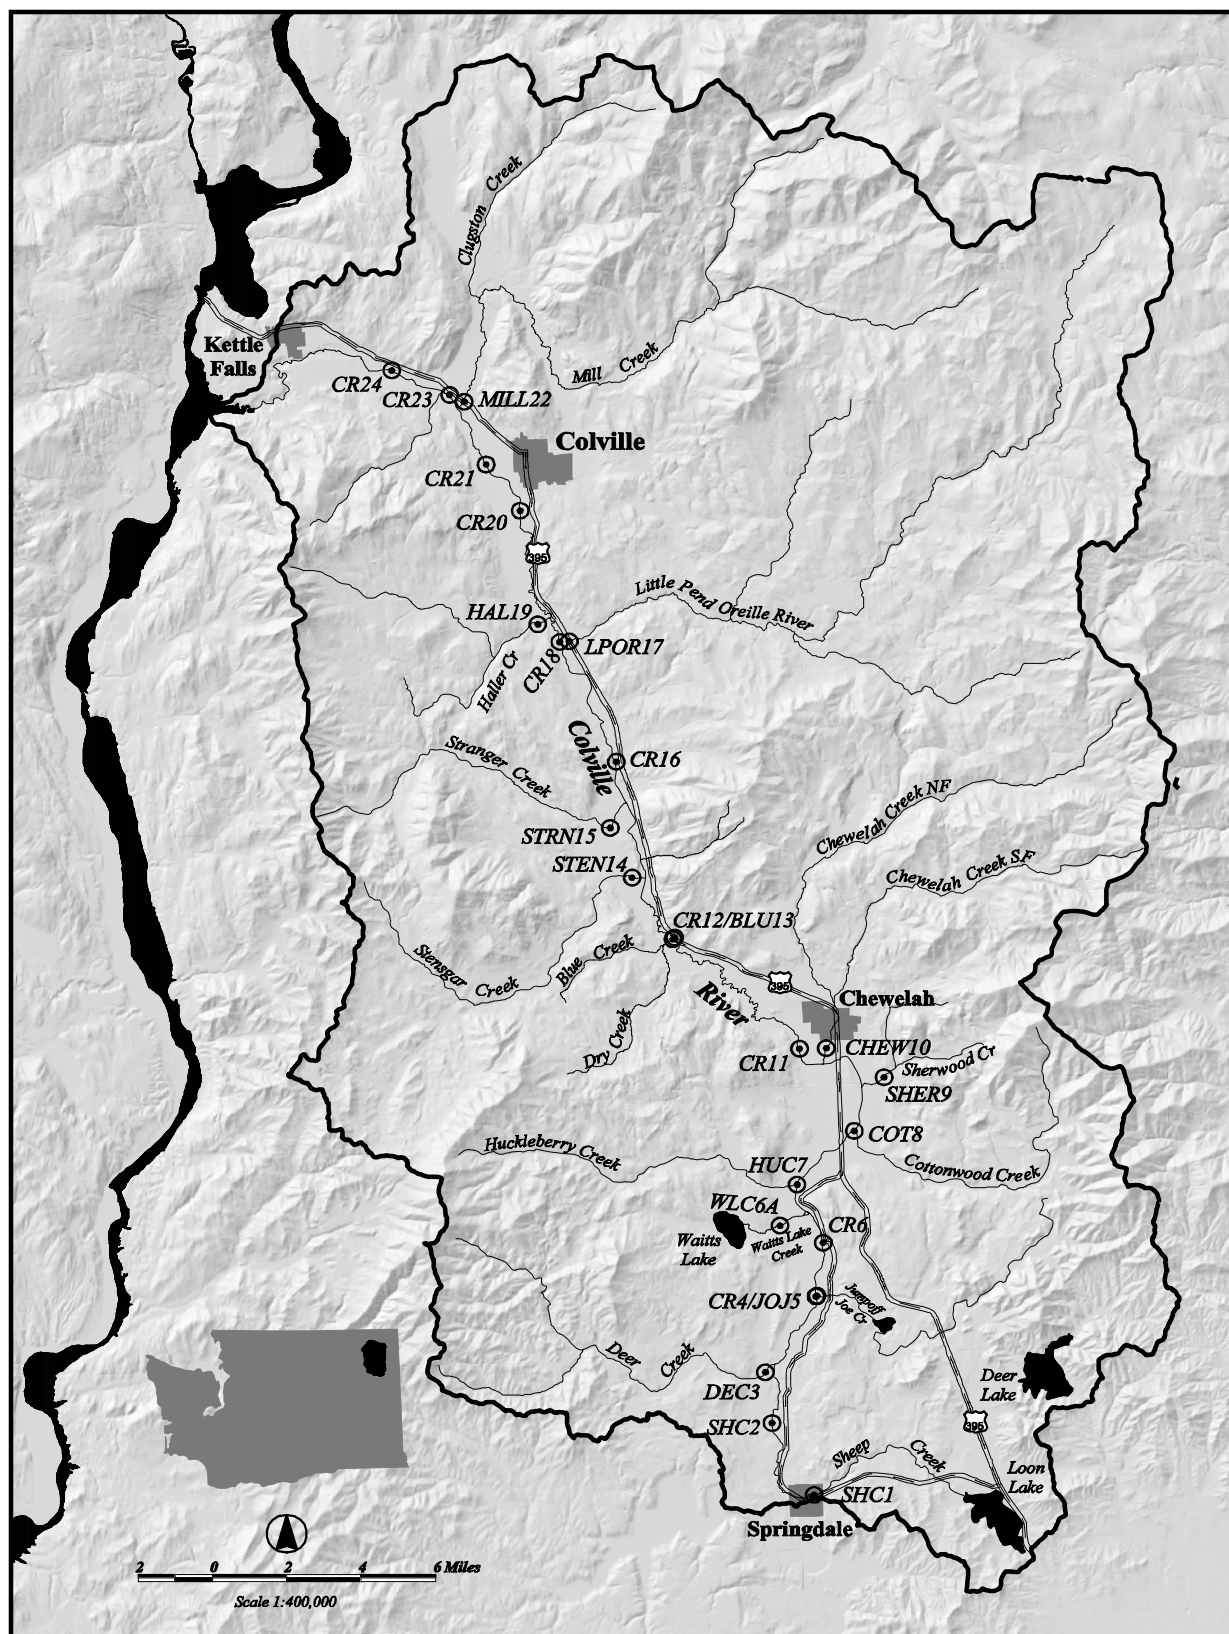 Clugston Creek
Kettle
Falls
CR24
CR23
MILL22
Mill Creek
Colville
CR21
CR20
395
Little Pend Oreille River
HAL19
LPOR17
CR18
Haller Cr
Colville
Stranger Creek
CR16
Chewelah Creek NF
STRN15
STEN14
Chewelah Creek SF
CR12/BLU13
Stensgar Creek
Blue Creek
395
River
Chewelah
Dry Creek
CR11
CHEW10
Sherwood Cr
SHER9
COT8
Huckleberry Creek
HUC7
Cottonwood Creek
WLC6A
Waitts
Lake
Waitts Lake
Creek
CR6
CR4/JOJ5
Jumpoff
Joe Cr
Deer Creek
DEC3
Deer
Lake
SHC2
395
Sheep Creek
Loon
Lake
SHC1
Springdale
2 0 2 4 6 Miles
Scale 1:400,000